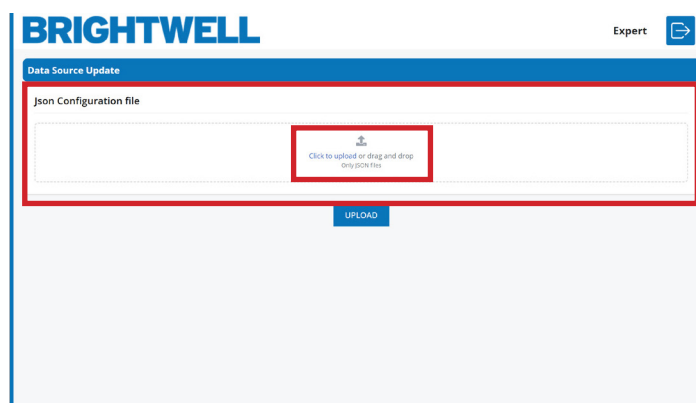 BRIGHTWELL
Expert
Data Source Update
Json Configuration file
Click to upload or drag and drop
Only JSON files
UPLOAD